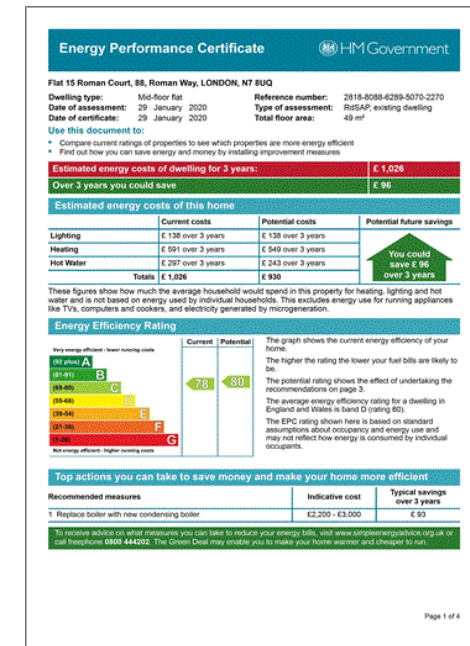 Energy Performance Certificate
HM Government
Flat 15 Roman Court, 88, Roman Way, LONDON, N7 8UQ
Dwelling type: Mid-floor flat Reference number: 2818-8088-6289-5070-2270
Date of assessment: 29 January 2020 Type of assessment: RdSAP, existing dwelling
Date of certificate: 29 January 2020 Total floor area: 49 m²
Use this document to:
• Compare current ratings of properties to see which properties are more energy efficient
• Find out how you can save energy and money by installing improvement measures
Estimated energy costs of dwelling for 3 years: £ 1,026
Over 3 years you could save £ 96
Estimated energy costs of this home
Current costs Potential costs Potential future savings
Lighting £ 138 over 3 years £ 138 over 3 years
Heating £ 591 over 3 years £ 549 over 3 years
Hot Water £ 297 over 3 years £ 243 over 3 years
Totals £ 1,026 £ 930
You could
save £ 96
over 3 years
These figures show how much the average household would spend in this property for heating, lighting and hot
water and is not based on energy used by individual households. This excludes energy use for running appliances
like TVs, computers and cookers, and electricity generated by microgeneration.
Energy Efficiency Rating
Current Potential
Very energy efficient - lower running costs
(92 plus) A
(81-91) B
(69-80) C
(55-68) D
(39-54) E
(21-38) F
(1-20) G
Not energy efficient - higher running costs
78 80
The graph shows the current energy efficiency of your
home.
The higher the rating the lower your fuel bills are likely to
be.
The potential rating shows the effect of undertaking the
recommendations on page 3.
The average energy efficiency rating for a dwelling in
England and Wales is band D (rating 60).
The EPC rating shown here is based on standard
assumptions about occupancy and energy use and
may not reflect how energy is consumed by individual
occupants.
Top actions you can take to save money and make your home more efficient
Recommended measures Indicative cost Typical savings
over 3 years
1 Replace boiler with new condensing boiler £2,200 - £3,000 £ 93
To receive advice on what measures you can take to reduce your energy bills, visit www.simpleenergyadvice.org.uk or
call freephone 0800 444202. The Green Deal may enable you to make your home warmer and cheaper to run.
Page 1 of 4